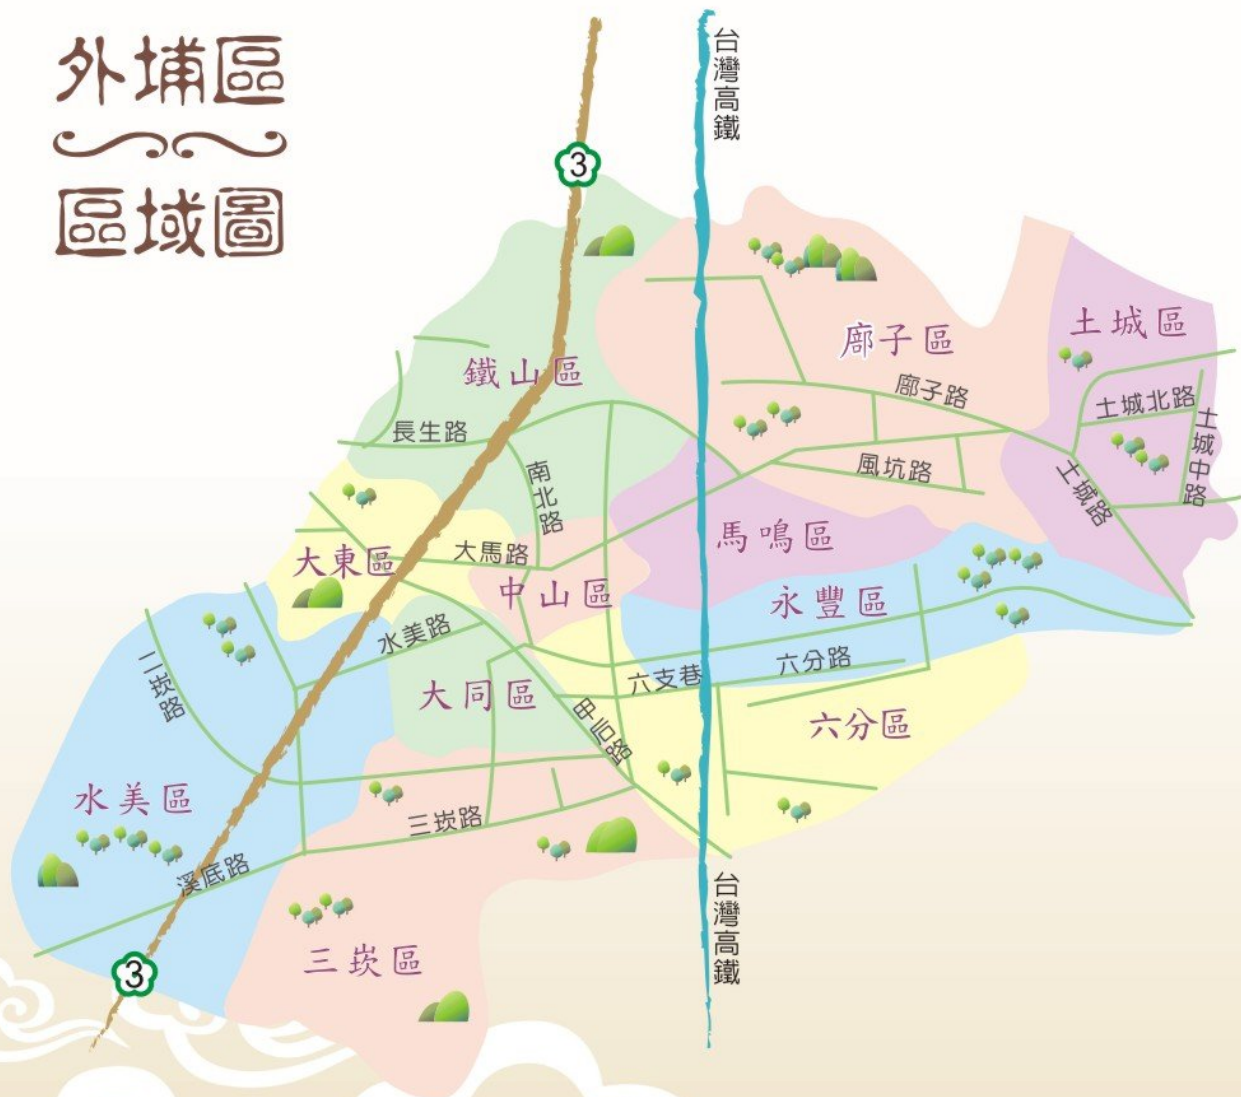 外埔區
區域圖
台灣高鐵
3
土城區
廍子區
鐵山區
廍子路
土城北路
土城中路
長生路
南北路
風坑路
土城路
馬鳴區
大馬路
大東區
中山區
永豐區
水美路
二崁路
六分路
六支巷
大同區
甲后路
六分區
水美區
三崁路
溪底路
台灣高鐵
三崁區
3